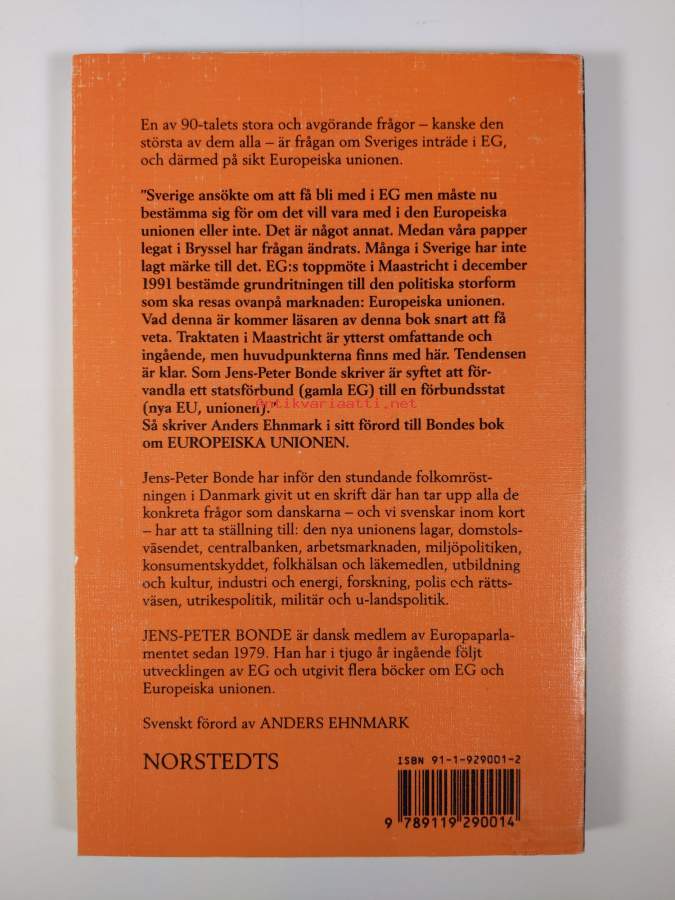 En av 90-talets stora och avgörande frågor – kanske den
största av dem alla – är frågan om Sveriges inträde i EG,
och därmed på sikt Europeiska unionen.
”Sverige ansökte om att få bli med i EG men måste nu
bestämma sig för om det vill vara med i den Europeiska
unionen eller inte. Det är något annat. Medan våra papper
legat i Bryssel har frågan ändrats. Många i Sverige har inte
lagt märke till det. EG:s toppmöte i Maastricht i december
1991 bestämde grundritningen till den politiska storform
som ska resas ovanpå marknaden: Europeiska unionen.
Vad denna är kommer läsaren av denna bok snart att få
veta. Traktaten i Maastricht är ytterst omfattande och
ingående, men huvudpunkterna finns med här. Tendensen
är klar. Som Jens-Peter Bonde skriver är syftet att för-
vandla ett statsförbund (gamla EG) till en förbundsstat
(nya EU, unionen).”
antikvariaatti.net
Så skriver Anders Ehnmark i sitt förord till Bondes bok
om EUROPEISKA UNIONEN.
Jens-Peter Bonde har inför den stundande folkomröst-
ningen i Danmark givit ut en skrift där han tar upp alla de
konkreta frågor som danskarna – och vi svenskar inom kort
– har att ta ställning till: den nya unionens lagar, domstols-
väsendet, centralbanken, arbetsmarknaden, miljöpolitiken,
konsumentskyddet, folkhälsan och läkemedlen, utbildning
och kultur, industri och energi, forskning, polis och rätts-
väsen, utrikespolitik, militär och u-landspolitik.
JENS-PETER BONDE är dansk medlem av Europaparla-
mentet sedan 1979. Han har i tjugo år ingående följt
utvecklingen av EG och utgivit flera böcker om EG och
Europeiska unionen.
Svenskt förord av ANDERS EHNMARK
NORSTEDTS
ISBN 91-1-929001-2
9 789119 290014